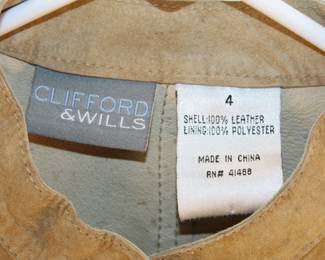 CLIFFORD
& WILLS
4
SHELL:100% LEATHER
LINING:100% POLYESTER
MADE IN CHINA
RN# 41488